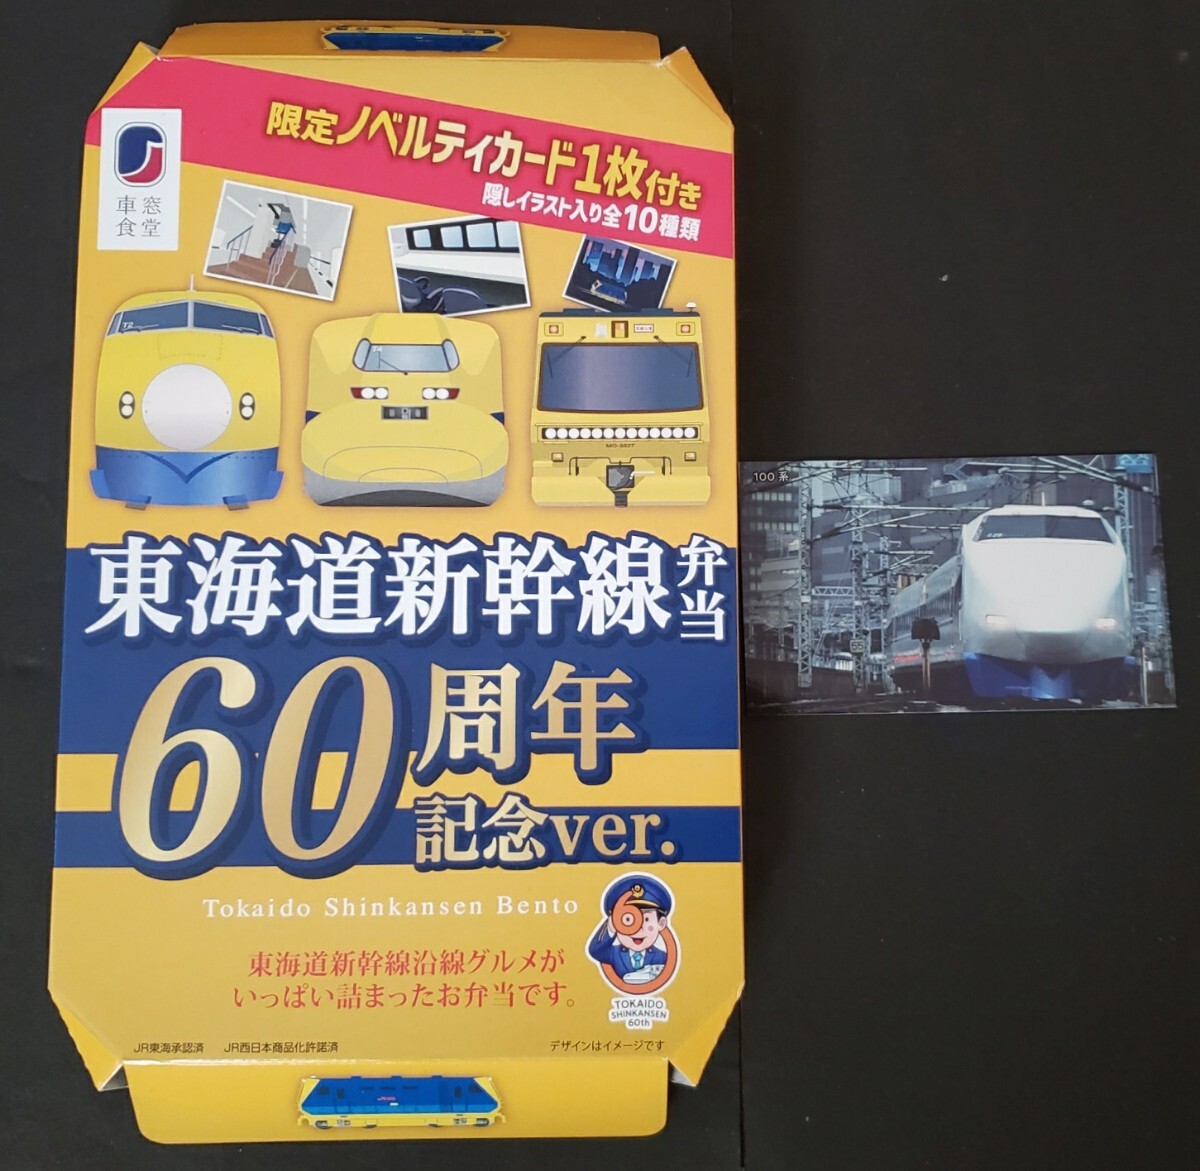 限定ノベルティカード1枚付き
隠しイラスト入り全10種類
車窓
食堂
T2
T4
MC-3827
東海道新幹線弁当
60周年
記念ver.
Tokaido Shinkansen Bento
東海道新幹線沿線グルメが
いっぱい詰まったお弁当です。
60
TOKAIDO
SHINKANSEN
60th
JR東海承認済 JR西日本商品化許諾済
デザインはイメージです
100系